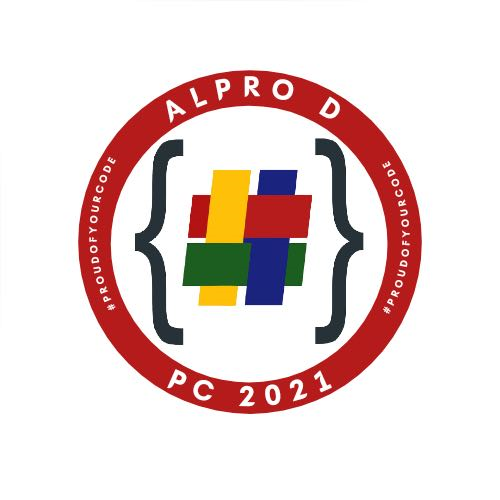 ALPRO D
#PROUDOFYOURCODE
{ # }
#PROUDOFYOURCODE
PC 2021